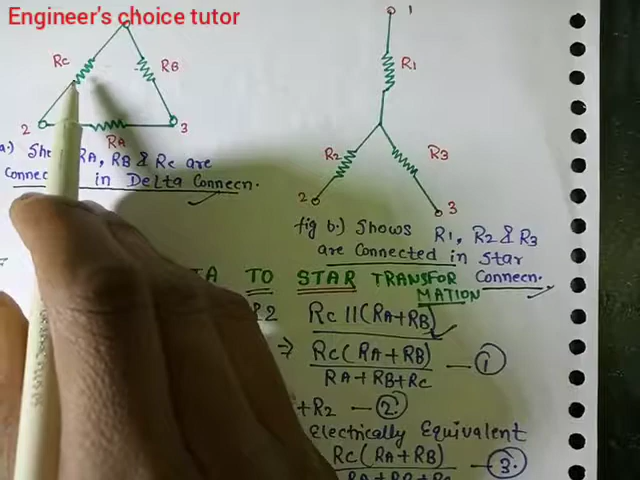 Engineer's choice tutor
1
Rc
RB
R1
2
RA
3
R2
R3
2
3
a.) RA, RB & Rc are
in Delta Connecn.
fig b.) Shows R1, R2 & R3
are Connected in Star
Connecn.
TO STAR TRANSFOR
MATION
&2 Rc || (RA+RB)
⇒ Rc (RA+RB) — ①
RA+RB+Rc
+R2 — ②
Electrically Equivalent
Rc (RA+RB) — ③.